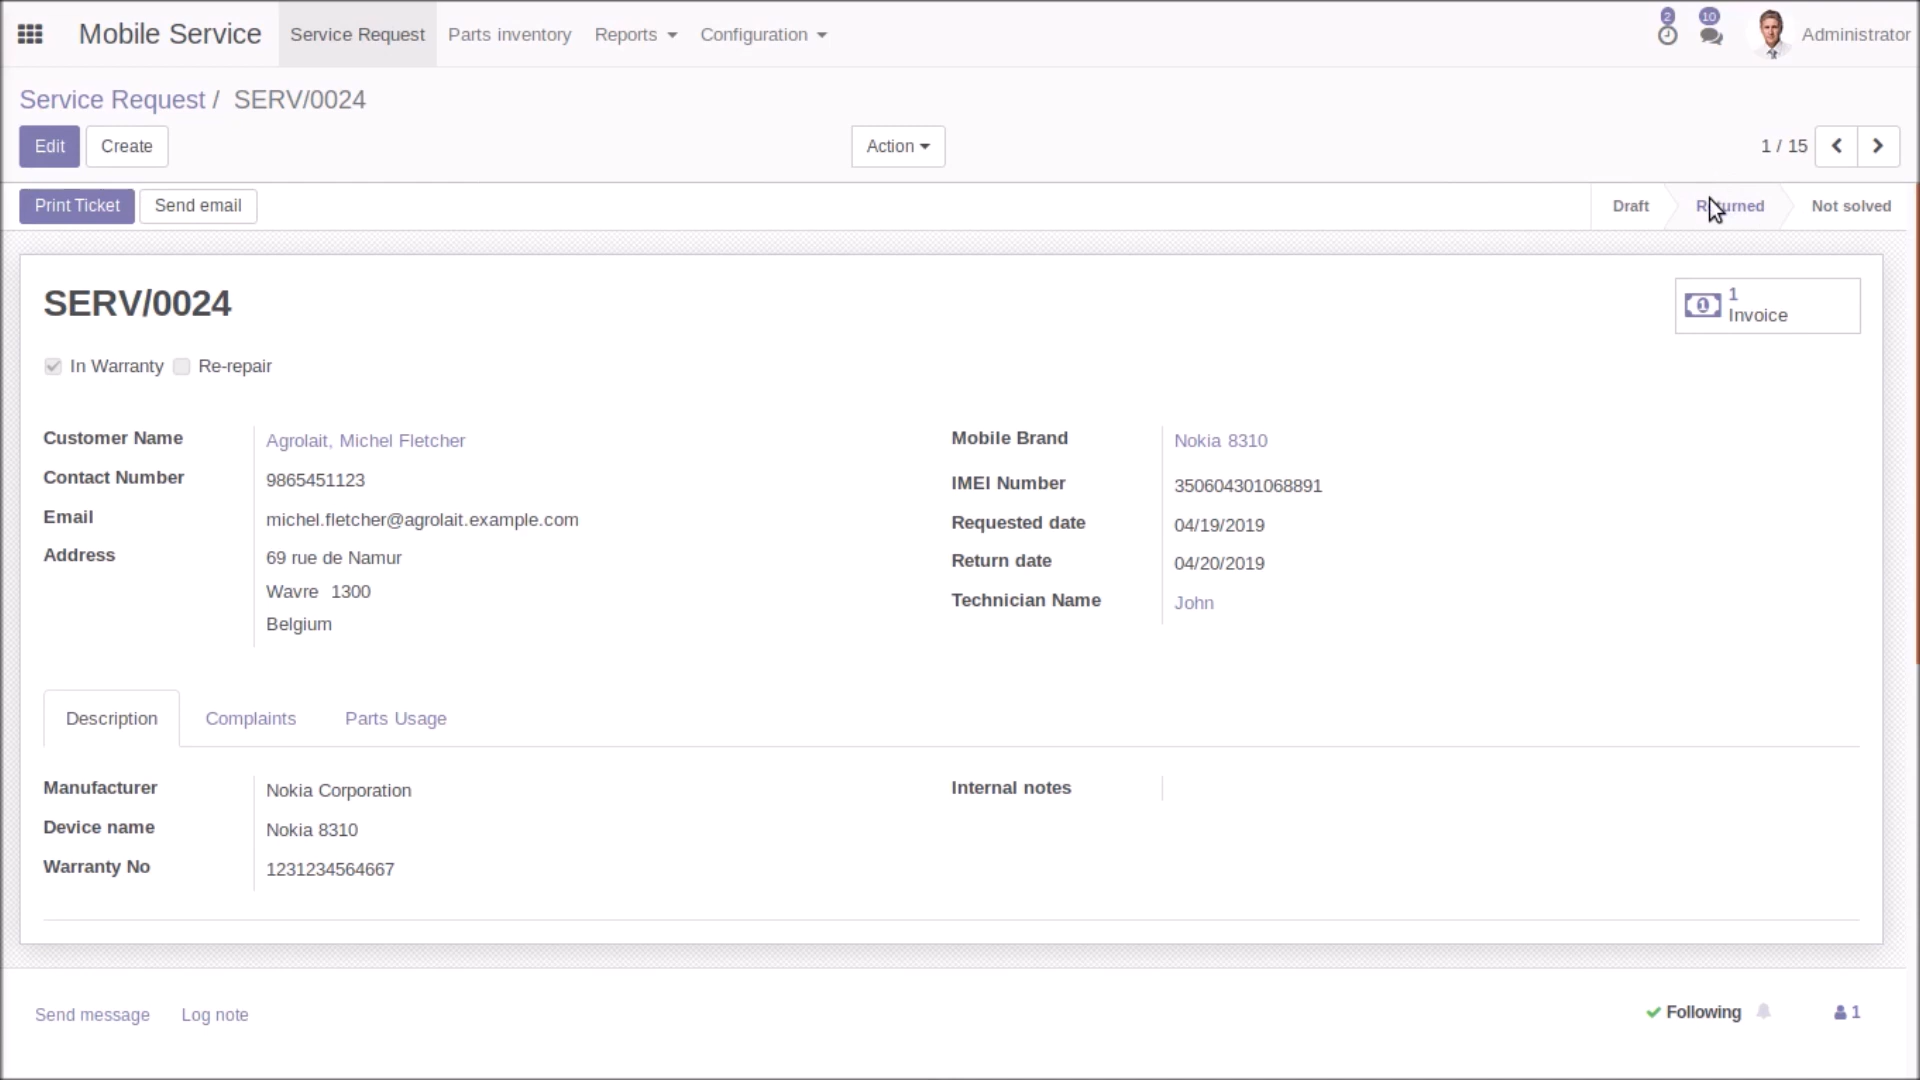 Mobile Service Service Request Parts inventory Reports Configuration 2 10 Administrator
Service Request / SERV/0024
Edit Create Action 1 / 15
Print Ticket Send email Draft Returned Not solved
SERV/0024
1
Invoice
In Warranty Re-repair
Customer Name Agrolait, Michel Fletcher
Contact Number 9865451123
Email michel.fletcher@agrolait.example.com
Address 69 rue de Namur
Wavre 1300
Belgium
Mobile Brand Nokia 8310
IMEI Number 350604301068891
Requested date 04/19/2019
Return date 04/20/2019
Technician Name John
Description Complaints Parts Usage
Manufacturer Nokia Corporation
Device name Nokia 8310
Warranty No 1231234564667
Internal notes
Send message Log note Following 1